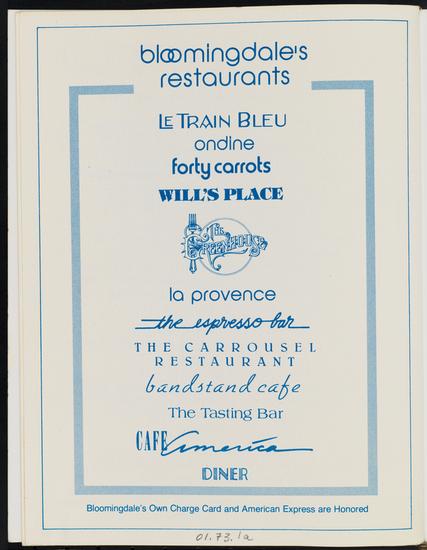 bloomingdale's
restaurants
LE TRAIN BLEU
ondine
forty carrots
WILL'S PLACE
THE
GREENHOUSE
la provence
the espresso bar
THE CARROUSEL
RESTAURANT
bandstand cafe
The Tasting Bar
CAFE America
DINER
Bloomingdale's Own Charge Card and American Express are Honored
01.73.1a